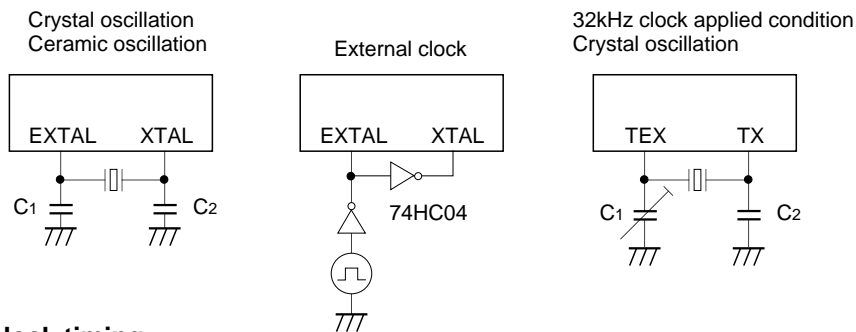 Crystal oscillation
Ceramic oscillation
EXTAL XTAL
C1 C2
External clock
EXTAL XTAL
74HC04
32kHz clock applied condition
Crystal oscillation
TEX TX
C1 C2